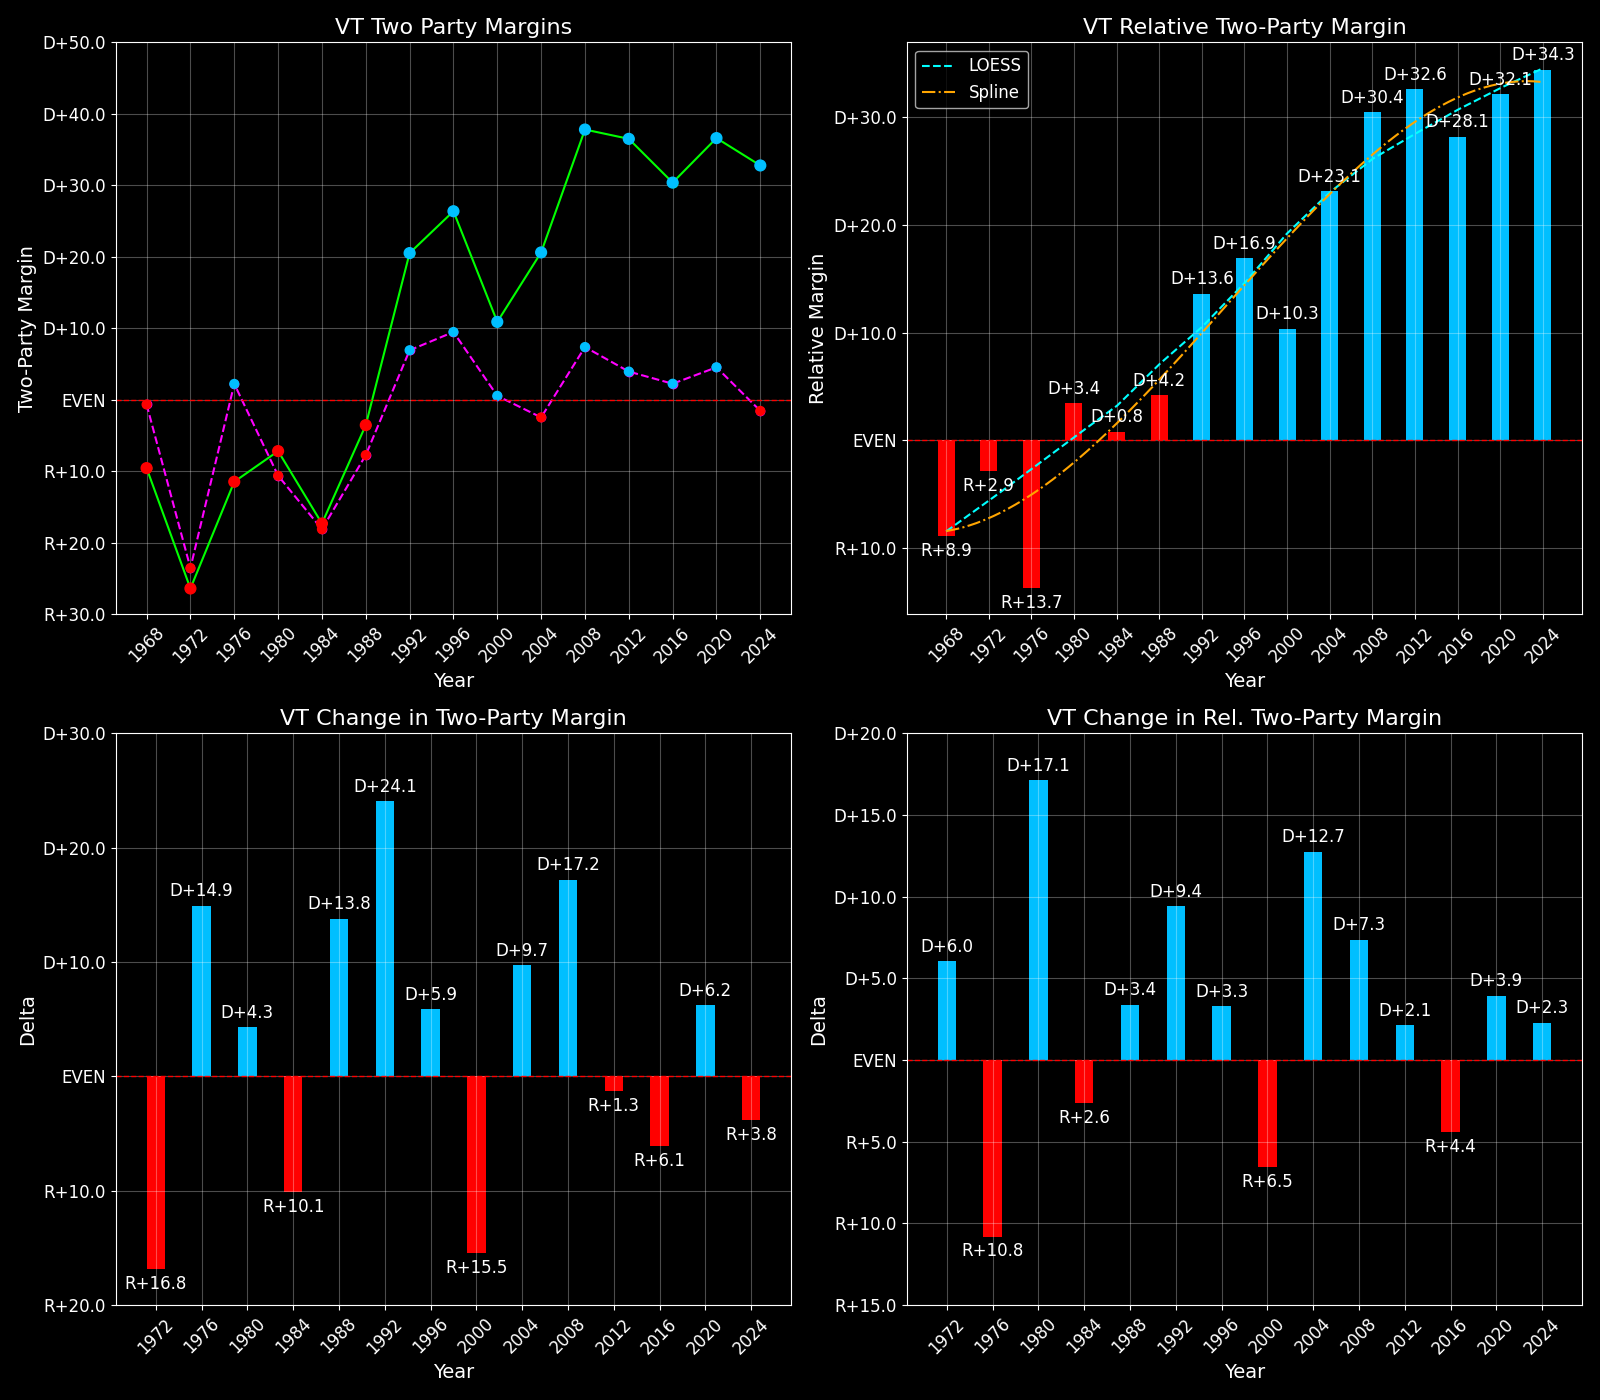 VT Two Party Margins
D+50.0
D+40.0
D+30.0
D+20.0
D+10.0
EVEN
R+10.0
R+20.0
R+30.0
Two-Party Margin
1968
1972
1976
1980
1984
1988
1992
1996
2000
2004
2008
2012
2016
2020
2024
Year
VT Relative Two-Party Margin
LOESS
Spline
D+30.0
D+20.0
D+10.0
EVEN
R+10.0
Relative Margin
R+8.9
R+2.9
R+13.7
D+3.4
D+0.8
D+4.2
D+13.6
D+16.9
D+10.3
D+23.1
D+30.4
D+32.6
D+28.1
D+32.1
D+34.3
1968
1972
1976
1980
1984
1988
1992
1996
2000
2004
2008
2012
2016
2020
2024
Year
VT Change in Two-Party Margin
D+30.0
D+20.0
D+10.0
EVEN
R+10.0
R+20.0
Delta
R+16.8
D+14.9
D+4.3
R+10.1
D+13.8
D+24.1
D+5.9
R+15.5
D+9.7
D+17.2
R+1.3
R+6.1
D+6.2
R+3.8
1972
1976
1980
1984
1988
1992
1996
2000
2004
2008
2012
2016
2020
2024
Year
VT Change in Rel. Two-Party Margin
D+20.0
D+15.0
D+10.0
D+5.0
EVEN
R+5.0
R+10.0
R+15.0
Delta
D+6.0
R+10.8
D+17.1
R+2.6
D+3.4
D+9.4
D+3.3
R+6.5
D+12.7
D+7.3
D+2.1
R+4.4
D+3.9
D+2.3
1972
1976
1980
1984
1988
1992
1996
2000
2004
2008
2012
2016
2020
2024
Year